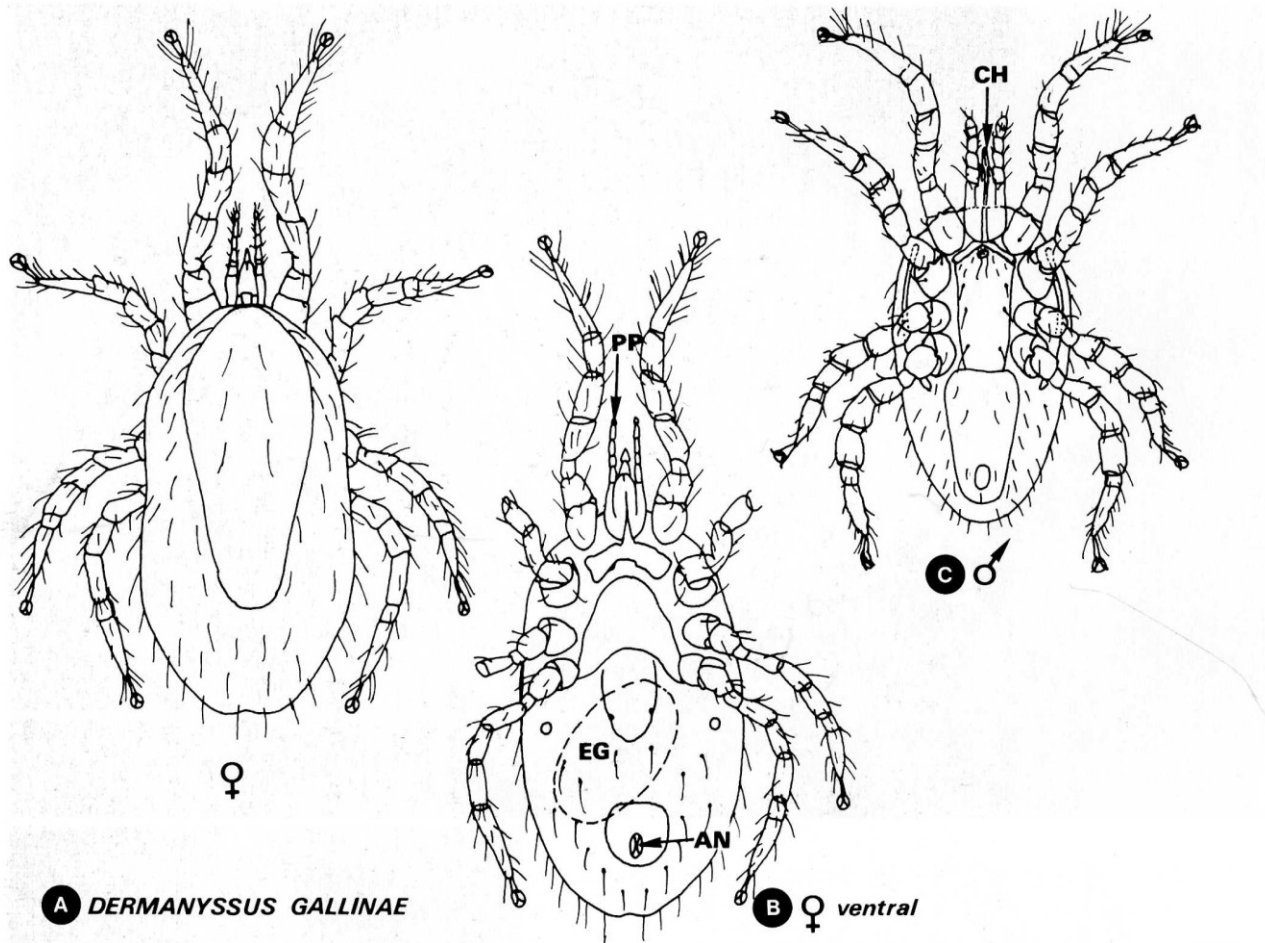 CH
PP
C ♂
♀
EG
AN
A DERMANYSSUS GALLINAE
B ♀ ventral